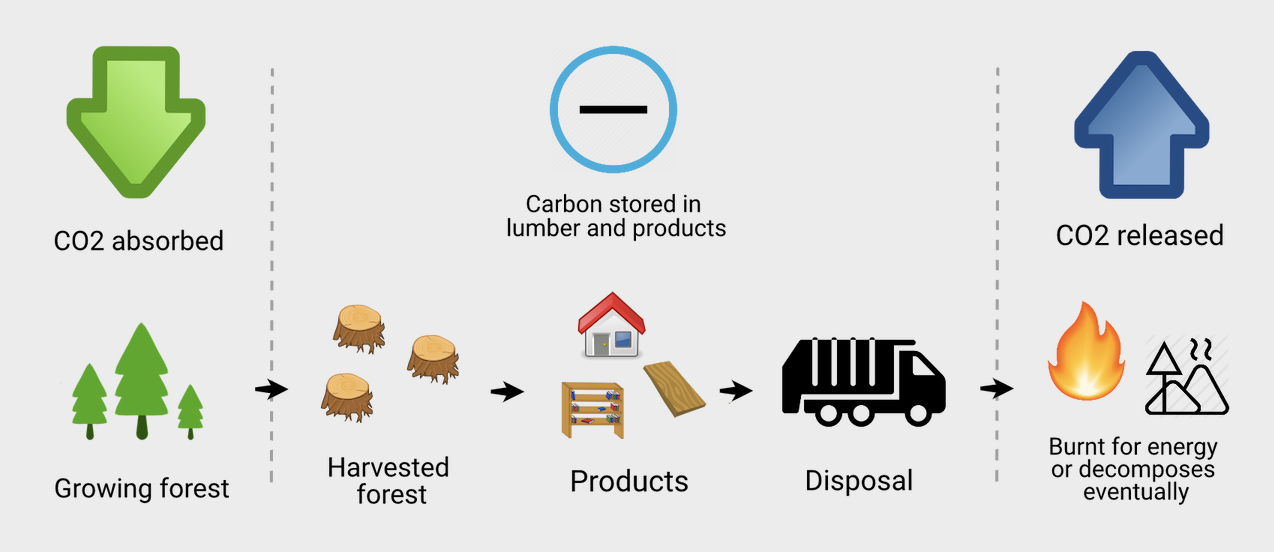 CO2 absorbed
Carbon stored in
lumber and products
CO2 released
Growing forest
Harvested
forest
Products
Disposal
Burnt for energy
or decomposes
eventually